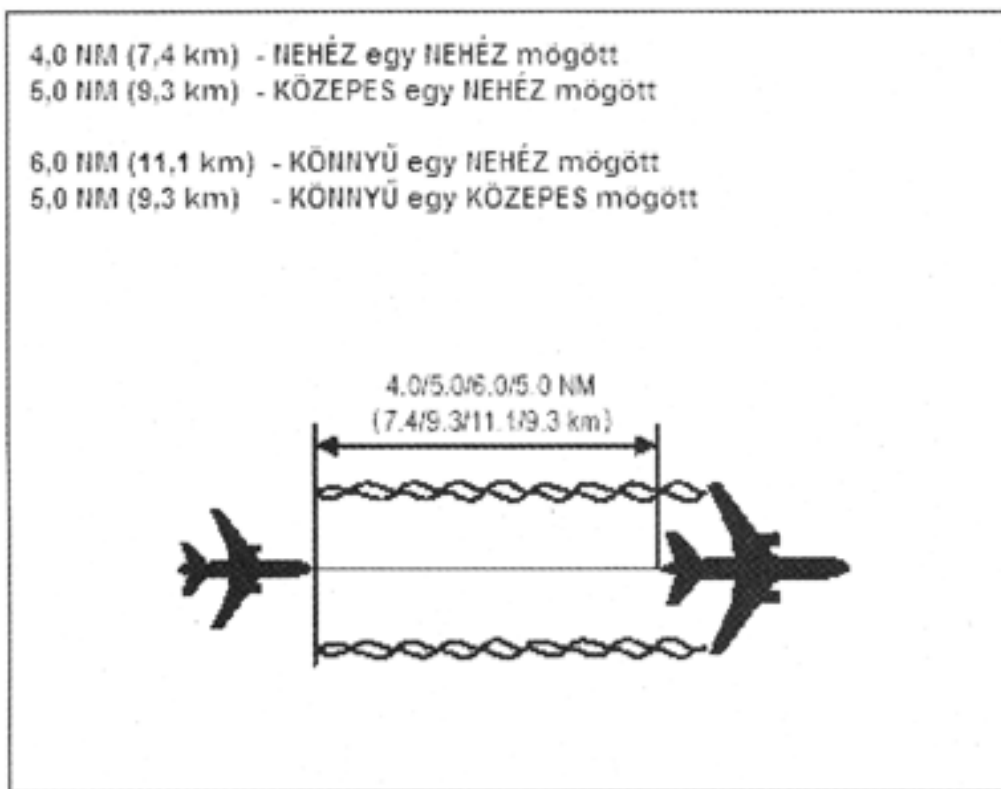 4,0 NM (7,4 km) - NEHÉZ egy NEHÉZ mögött
5,0 NM (9,3 km) - KÖZEPES egy NEHÉZ mögött
6,0 NM (11,1 km) - KÖNNYŰ egy NEHÉZ mögött
5,0 NM (9,3 km) - KÖNNYŰ egy KÖZEPES mögött
4.0/5.0/6.0/5.0 NM
(7.4/9.3/11.1/9.3 km)